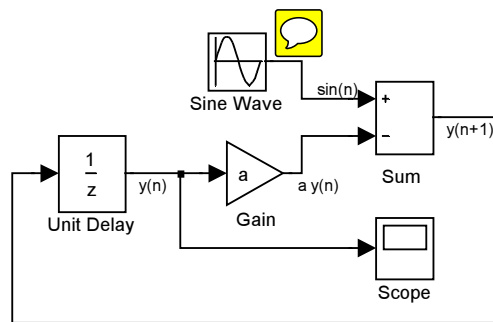 Sine Wave
sin(n)
+
−
y(n+1)
Sum
1
z
y(n)
Unit Delay
a
a y(n)
Gain
Scope